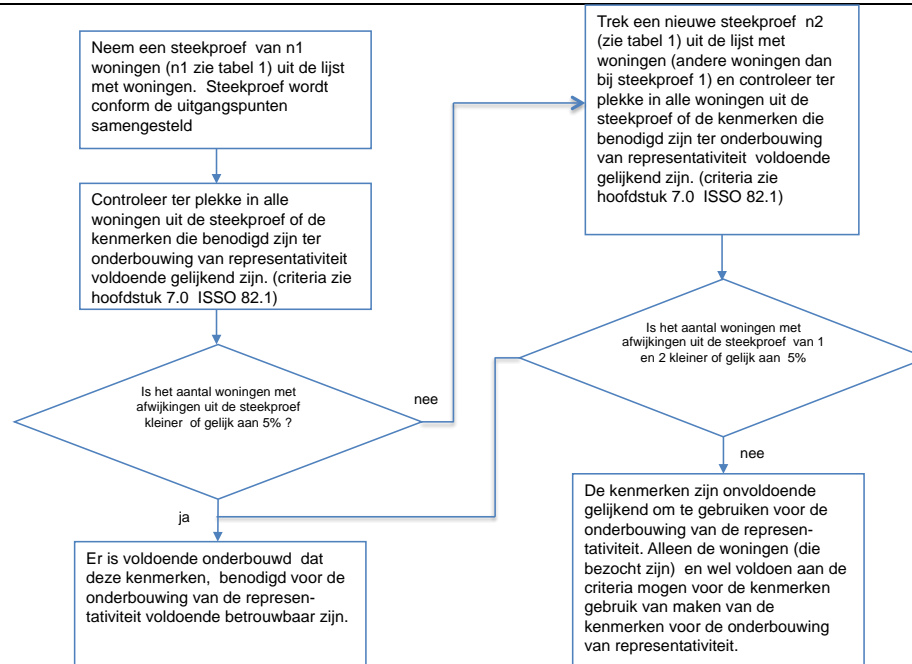 Neem een steekproef van n1
woningen (n1 zie tabel 1) uit de lijst
met woningen. Steekproef wordt
conform de uitgangspunten
samengesteld
Controleer ter plekke in alle
woningen uit de steekproef of de
kenmerken die benodigd zijn ter
onderbouwing van representativiteit
voldoende gelijkend zijn. (criteria zie
hoofdstuk 7.0 ISSO 82.1)
Is het aantal woningen met
afwijkingen uit de steekproef
kleiner of gelijk aan 5% ?
nee
ja
Er is voldoende onderbouwd dat
deze kenmerken, benodigd voor de
onderbouwing van de represen-
tativiteit voldoende betrouwbaar zijn.
Trek een nieuwe steekproef n2
(zie tabel 1) uit de lijst met
woningen (andere woningen dan
bij steekproef 1) en controleer ter
plekke in alle woningen uit de
steekproef of de kenmerken die
benodigd zijn ter onderbouwing
van representativiteit voldoende
gelijkend zijn. (criteria zie
hoofdstuk 7.0 ISSO 82.1)
Is het aantal woningen met
afwijkingen uit de steekproef van 1
en 2 kleiner of gelijk aan 5%
nee
De kenmerken zijn onvoldoende
gelijkend om te gebruiken voor de
onderbouwing van de represen-
tativiteit. Alleen de woningen (die
bezocht zijn) en wel voldoen aan de
criteria mogen voor de kenmerken
gebruik van maken van de
kenmerken voor de onderbouwing
van representativiteit.